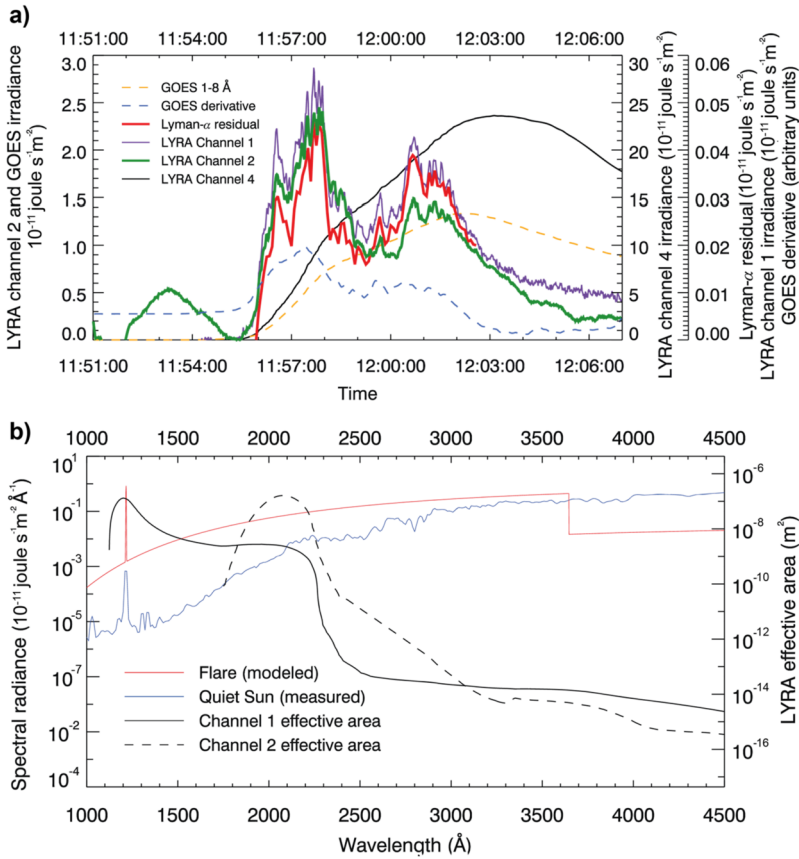 a)
11:51:00 11:54:00 11:57:00 12:00:00 12:03:00 12:06:00
3.0
2.5
2.0
1.5
1.0
0.5
0.0
LYRA channel 2 and GOES irradiance
10⁻¹¹ joule s⁻¹m⁻²)
GOES 1-8 Å
GOES derivative
Lyman-α residual
LYRA Channel 1
LYRA Channel 2
LYRA Channel 4
30
25
20
15
10
5
0
LYRA channel 4 irradiance (10⁻¹¹ joule s⁻¹m⁻²)
0.06
0.05
0.04
0.03
0.02
0.01
0.00
Lyman-α residual (10⁻¹¹ joule s⁻¹m⁻²)
LYRA channel 1 irradiance (10⁻¹¹ joule s⁻¹m⁻²)
GOES derivative (arbitrary units)
11:51:00 11:54:00 11:57:00 12:00:00 12:03:00 12:06:00
Time
b)
1000 1500 2000 2500 3000 3500 4000 4500
10¹
10⁻¹
10⁻³
10⁻⁵
10⁻⁷
10⁻²
10⁻⁴
Spectral radiance (10⁻¹¹ joule s⁻¹m⁻² Å⁻¹)
Flare (modeled)
Quiet Sun (measured)
Channel 1 effective area
Channel 2 effective area
10⁻⁶
10⁻⁸
10⁻¹⁰
10⁻¹²
10⁻¹⁴
10⁻¹⁶
LYRA effective area (m²)
1000 1500 2000 2500 3000 3500 4000 4500
Wavelength (Å)